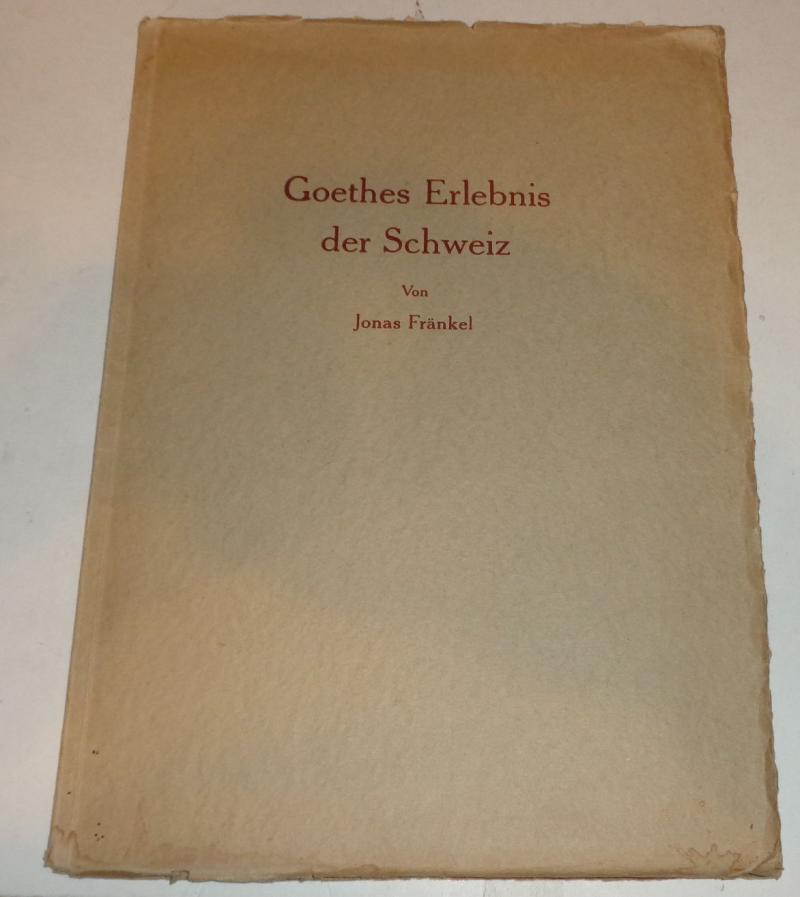 Goethes Erlebnis
der Schweiz
Von
Jonas Fränkel